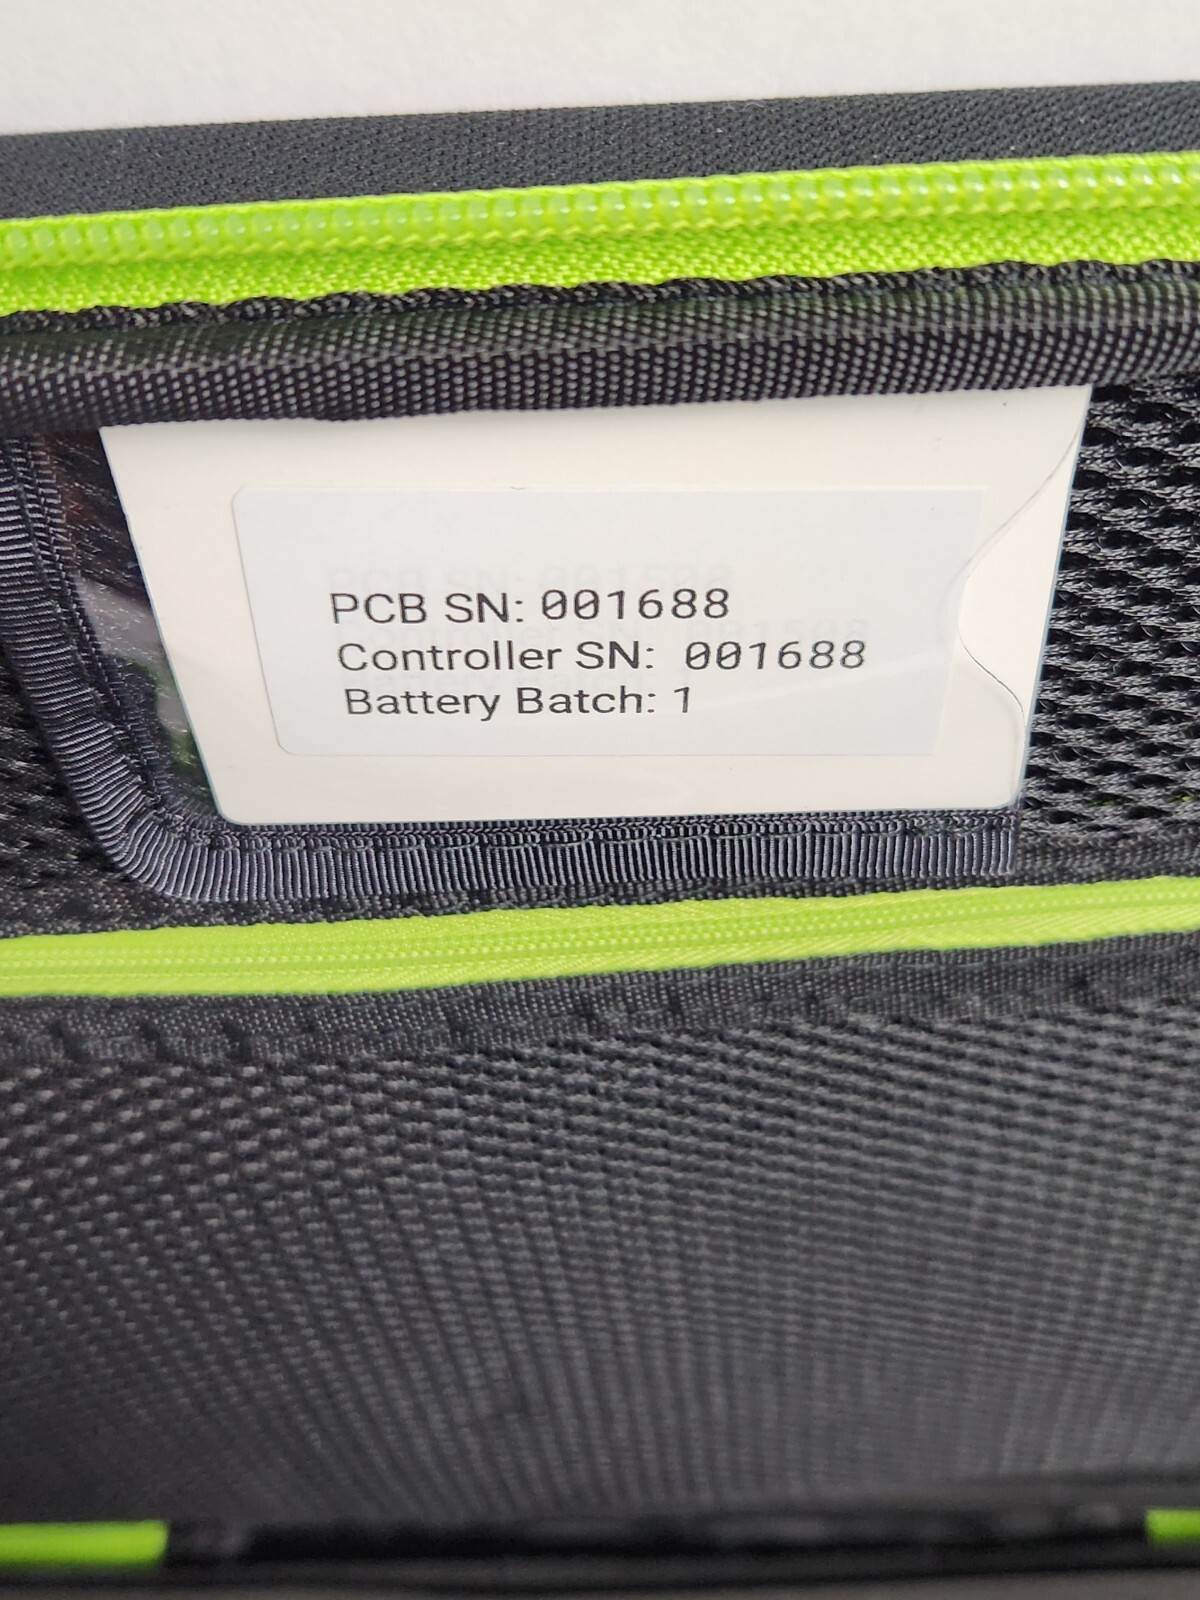 PCB SN: 001688
Controller SN: 001688
Battery Batch: 1